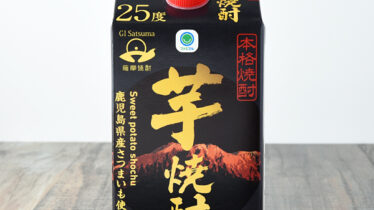 焼酎
25度
GI Satsuma
薩摩焼酎
本格焼酎
芋焼酎
Sweet potato shochu
鹿児島県産さつまいも使